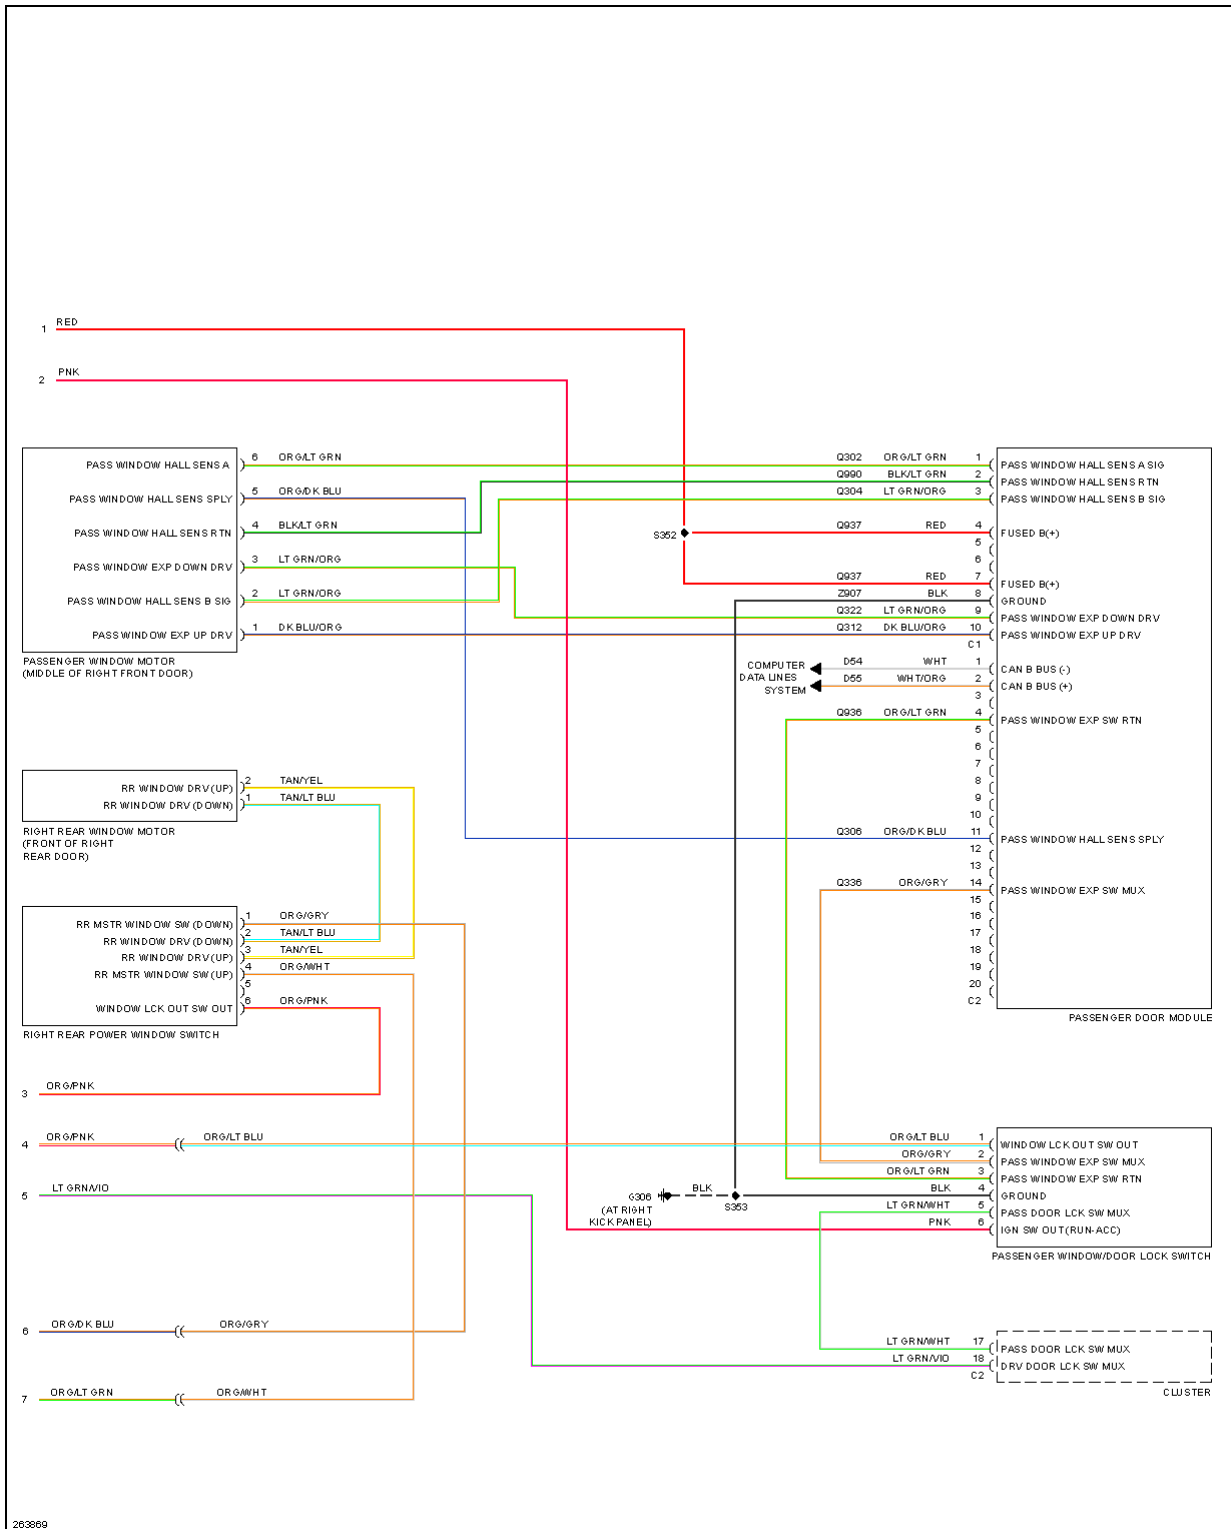 1 RED
2 PNK
PASS WINDOW HALL SENS A 6 ORG/LT GRN
PASS WINDOW HALL SENS SPLY 5 ORG/DK BLU
PASS WINDOW HALL SENS RTN 4 BLK/LT GRN
PASS WINDOW EXP DOWN DRV 3 LT GRN/ORG
PASS WINDOW HALL SENS B SIG 2 LT GRN/ORG
PASS WINDOW EXP UP DRV 1 DK BLU/ORG
PASSENGER WINDOW MOTOR
(MIDDLE OF RIGHT FRONT DOOR)
S352
Q302 ORG/LT GRN 1 PASS WINDOW HALL SENS A SIG
Q990 BLK/LT GRN 2 PASS WINDOW HALL SENS RTN
Q304 LT GRN/ORG 3 PASS WINDOW HALL SENS B SIG
Q937 RED 4 FUSED B(+)
5
6
Q937 RED 7 FUSED B(+)
Z907 BLK 8 GROUND
Q322 LT GRN/ORG 9 PASS WINDOW EXP DOWN DRV
Q312 DK BLU/ORG 10 PASS WINDOW EXP UP DRV
C1
COMPUTER
DATA LINES
SYSTEM
D54 WHT 1 CAN B BUS (-)
D55 WHT/ORG 2 CAN B BUS (+)
3
Q936 ORG/LT GRN 4 PASS WINDOW EXP SW RTN
5
6
7
8
9
10
Q306 ORG/DK BLU 11 PASS WINDOW HALL SENS SPLY
12
13
Q336 ORG/GRY 14 PASS WINDOW EXP SW MUX
15
16
17
18
19
20
C2
PASSENGER DOOR MODULE
RR WINDOW DRV (UP) 2 TAN/YEL
RR WINDOW DRV (DOWN) 1 TAN/LT BLU
RIGHT REAR WINDOW MOTOR
(FRONT OF RIGHT
REAR DOOR)
RR MSTR WINDOW SW (DOWN) 1 ORG/GRY
RR WINDOW DRV (DOWN) 2 TAN/LT BLU
RR WINDOW DRV (UP) 3 TAN/YEL
RR MSTR WINDOW SW (UP) 4 ORG/WHT
5
WINDOW LCK OUT SW OUT 6 ORG/PNK
RIGHT REAR POWER WINDOW SWITCH
3 ORG/PNK
4 ORG/PNK ORG/LT BLU
5 LT GRN/VIO
6 ORG/DK BLU ORG/GRY
7 ORG/LT GRN ORG/WHT
G306
(AT RIGHT
KICK PANEL)
BLK
S353
ORG/LT BLU 1 WINDOW LCK OUT SW OUT
ORG/GRY 2 PASS WINDOW EXP SW MUX
ORG/LT GRN 3 PASS WINDOW EXP SW RTN
BLK 4 GROUND
LT GRN/WHT 5 PASS DOOR LCK SW MUX
PNK 6 IGN SW OUT (RUN-ACC)
PASSENGER WINDOW/DOOR LOCK SWITCH
LT GRN/WHT 17 PASS DOOR LCK SW MUX
LT GRN/VIO 18 DRV DOOR LCK SW MUX
C2
CLUSTER
263869